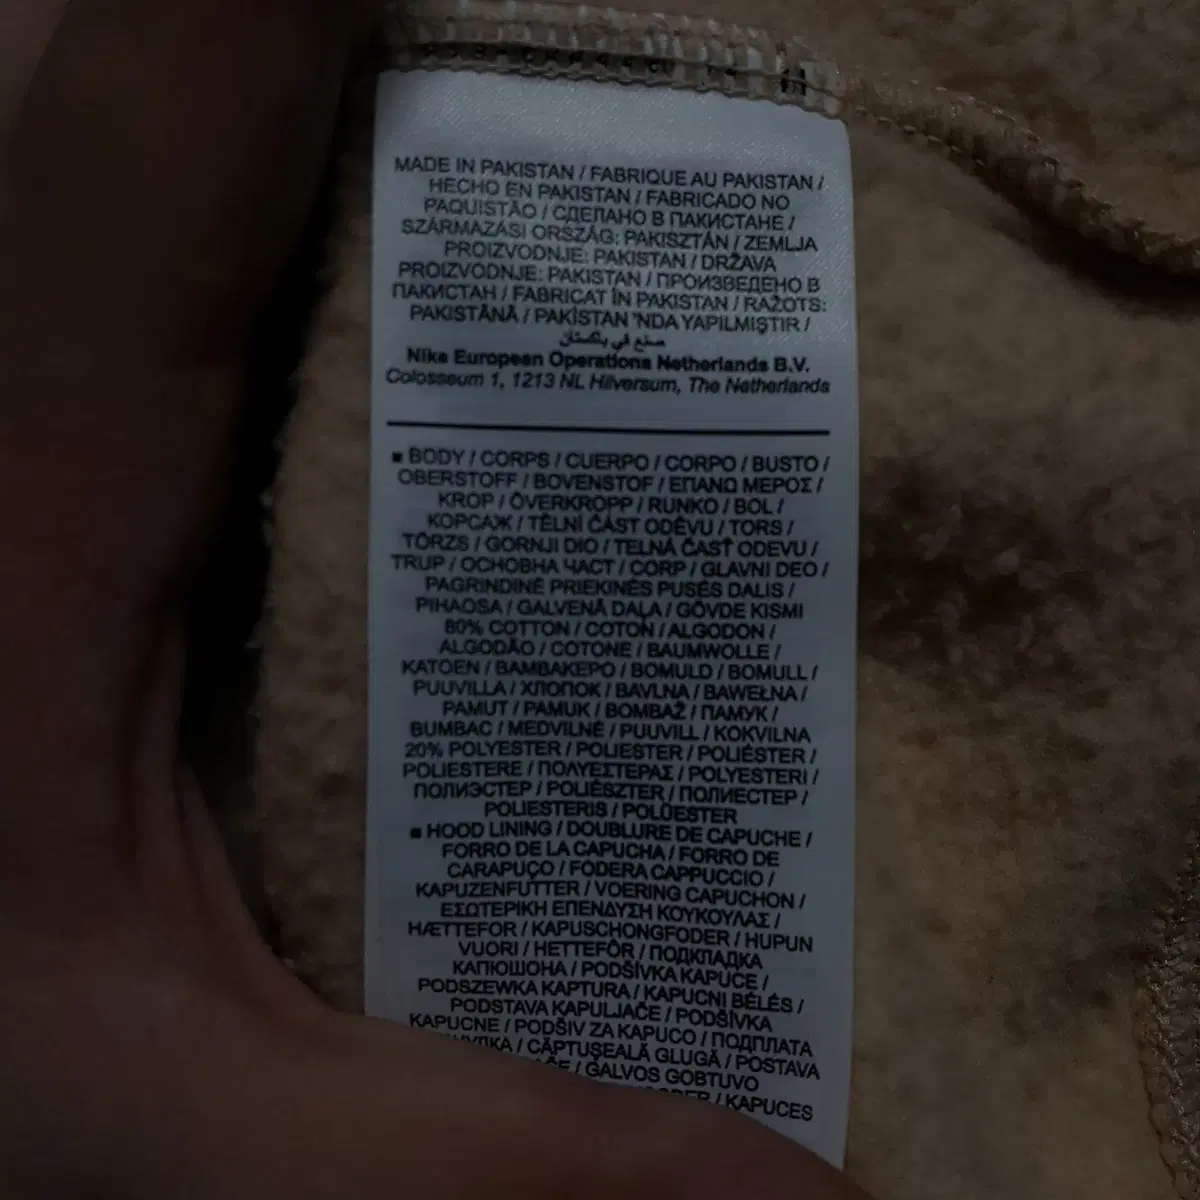 MADE IN PAKISTAN / FABRIQUE AU PAKISTAN /
HECHO EN PAKISTAN / FABRICADO NO
PAQUISTÃO / СДЕЛАНО В ПАКИСТАНЕ /
SZÁRMAZÁSI ORSZÁG: PAKISZTÁN / ZEMLJA
PROIZVODNJE: PAKISTAN / DRŽAVA
PROIZVODNJE: PAKISTAN / ПРОИЗВЕДЕНО В
ПАКИСТАН / FABRICAT ÎN PAKISTAN / RAŽOTS:
PAKISTĀNĀ / PAKİSTAN 'NDA YAPILMIŞTIR /
صنع في باكستان
Nike European Operations Netherlands B.V.
Colosseum 1, 1213 NL Hilversum, The Netherlands
■ BODY / CORPS / CUERPO / CORPO / BUSTO /
OBERSTOFF / BOVENSTOF / ΕΠΑΝΩ ΜΕΡΟΣ /
KROP / ÖVERKROPP / RUNKO / BOL /
КОРСАЖ / TĚLNÍ ČÁST ODĚVU / TORS /
TÖRZS / GORNJI DIO / TELNÁ ČASŤ ODEVU /
TRUP / ОСНОВНА ЧАСТ / CORP / GLAVNI DEO /
PAGRINDINĖ PRIEKINĖS PUSĖS DALIS /
PIHAOSA / GALVENĀ DAĻA / GÖVDE KISMI
80% COTTON / COTON / ALGODON /
ALGODÃO / COTONE / BAUMWOLLE /
KATOEN / ΒΑΜΒΑΚΕΡΟ / BOMULD / BOMULL /
PUUVILLA / ХЛОПОК / BAVLNA / BAWEŁNA /
PAMUT / PAMUK / BOMBAŽ / ПАМУК /
BUMBAC / MEDVILNĖ / PUUVILL / KOKVILNA
20% POLYESTER / POLIESTER / POLIÉSTER /
POLIESTERE / ΠΟΛΥΕΣΤΕΡΑΣ / POLYESTERI /
ПОЛИЭСТЕР / POLIÉSZTER / ПОЛИЕСТЕР /
POLIESTERIS / POLÜESTER
■ HOOD LINING / DOUBLURE DE CAPUCHE /
FORRO DE LA CAPUCHA / FORRO DE
CARAPUÇO / FODERA CAPPUCCIO /
KAPUZENFUTTER / VOERING CAPUCHON /
ΕΣΩΤΕΡΙΚΗ ΕΠΕΝΔΥΣΗ ΚΟΥΚΟΥΛΑΣ /
HÆTTEFOR / KAPUSCHONGFODER / HUPUN
VUORI / HETTEFÔR / ПОДКЛАДКА
КАПЮШОНА / PODŠÍVKA KAPUCE /
PODSZEWKA KAPTURA / KAPUCNI BÉLÉS /
PODSTAVA KAPULJAČE / PODŠÍVKA
KAPUCNE / PODŠIV ZA KAPUCO / ПОДПЛАТА
/ CĂPTUŞEALĂ GLUGĂ / POSTAVA
/ GALVOS GOBTUVO
/ KAPUCES